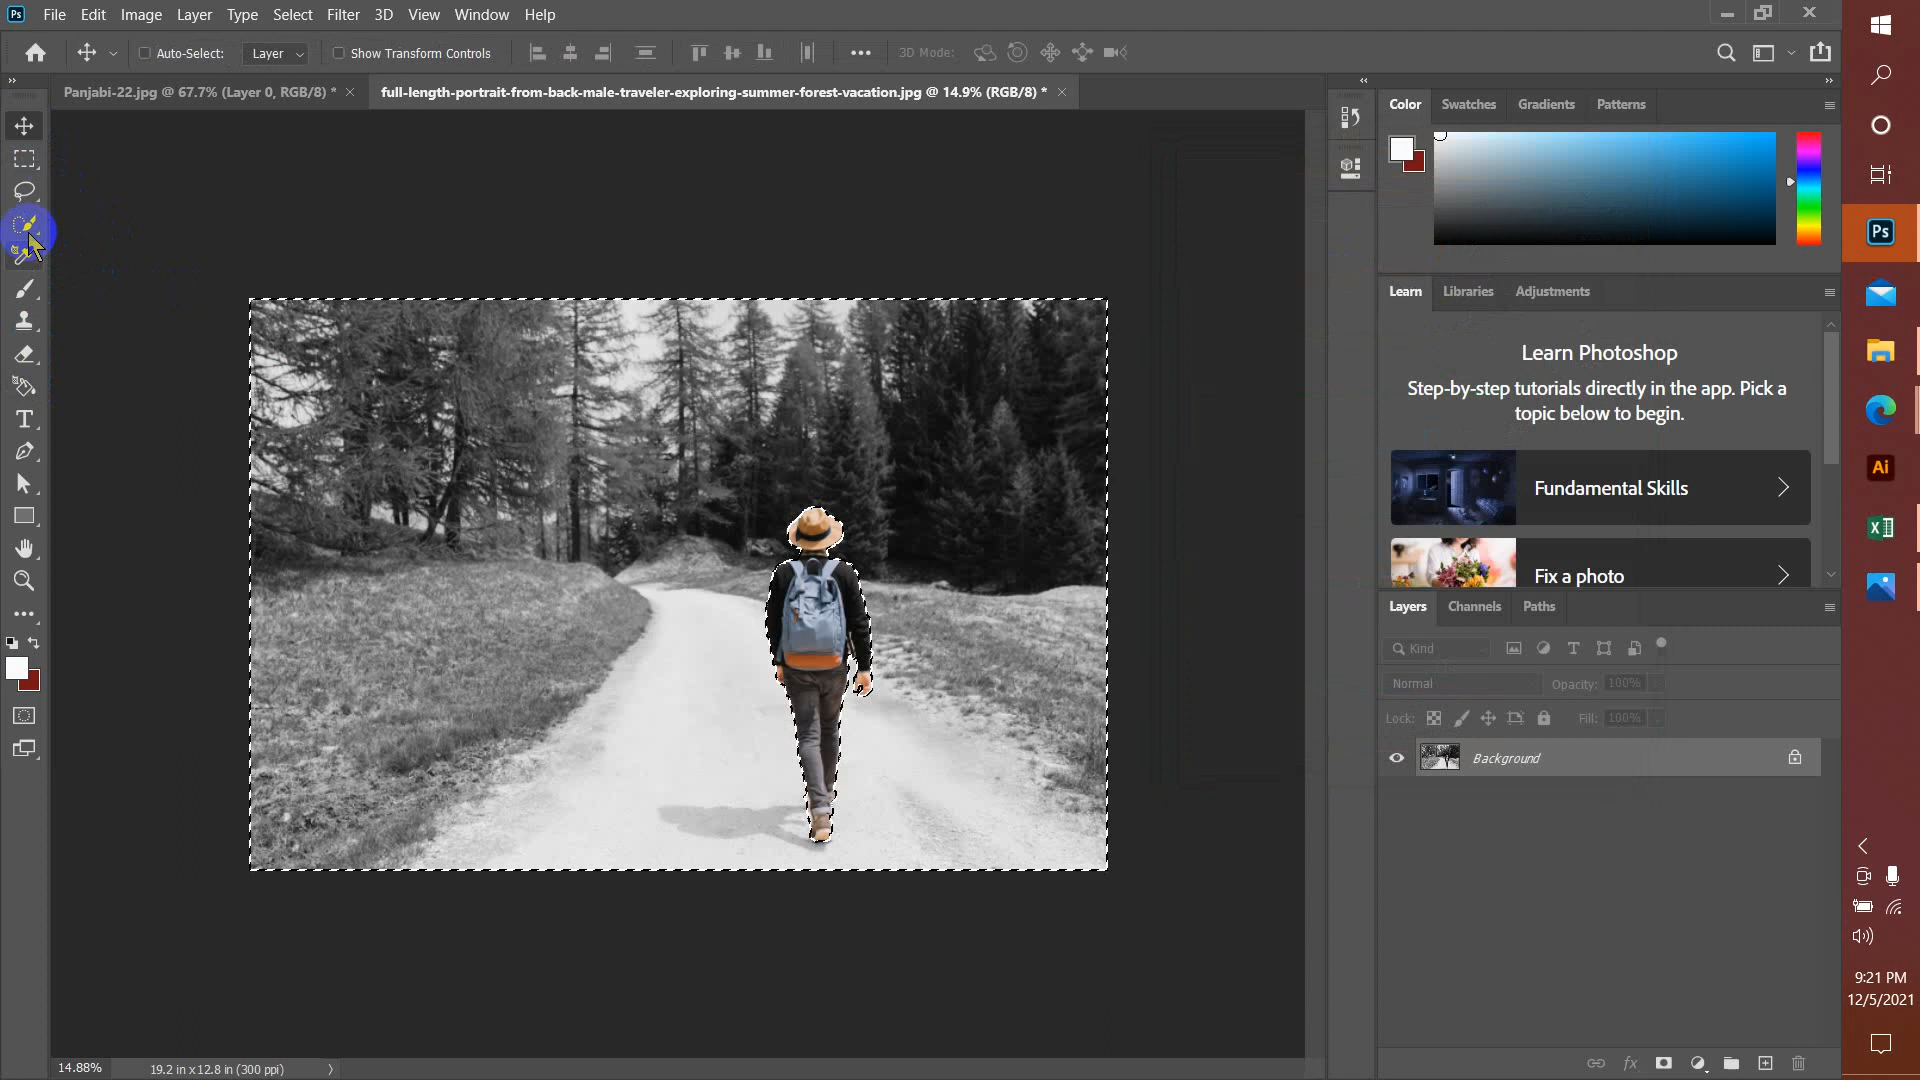 Ps File Edit Image Layer Type Select Filter 3D View Window Help
Auto-Select: Layer Show Transform Controls 3D Mode:
Panjabi-22.jpg @ 67.7% (Layer 0, RGB/8) * full-length-portrait-from-back-male-traveler-exploring-summer-forest-vacation.jpg @ 14.9% (RGB/8) *
Color Swatches Gradients Patterns
Ps
Learn Libraries Adjustments
Learn Photoshop
Step-by-step tutorials directly in the app. Pick a
topic below to begin.
Ai
Fundamental Skills
X
Fix a photo
Layers Channels Paths
Kind
Normal Opacity: 100%
Lock: Fill: 100%
Background
9:21 PM
12/5/2021
14.88% 19.2 in x 12.8 in (300 ppi)
fx